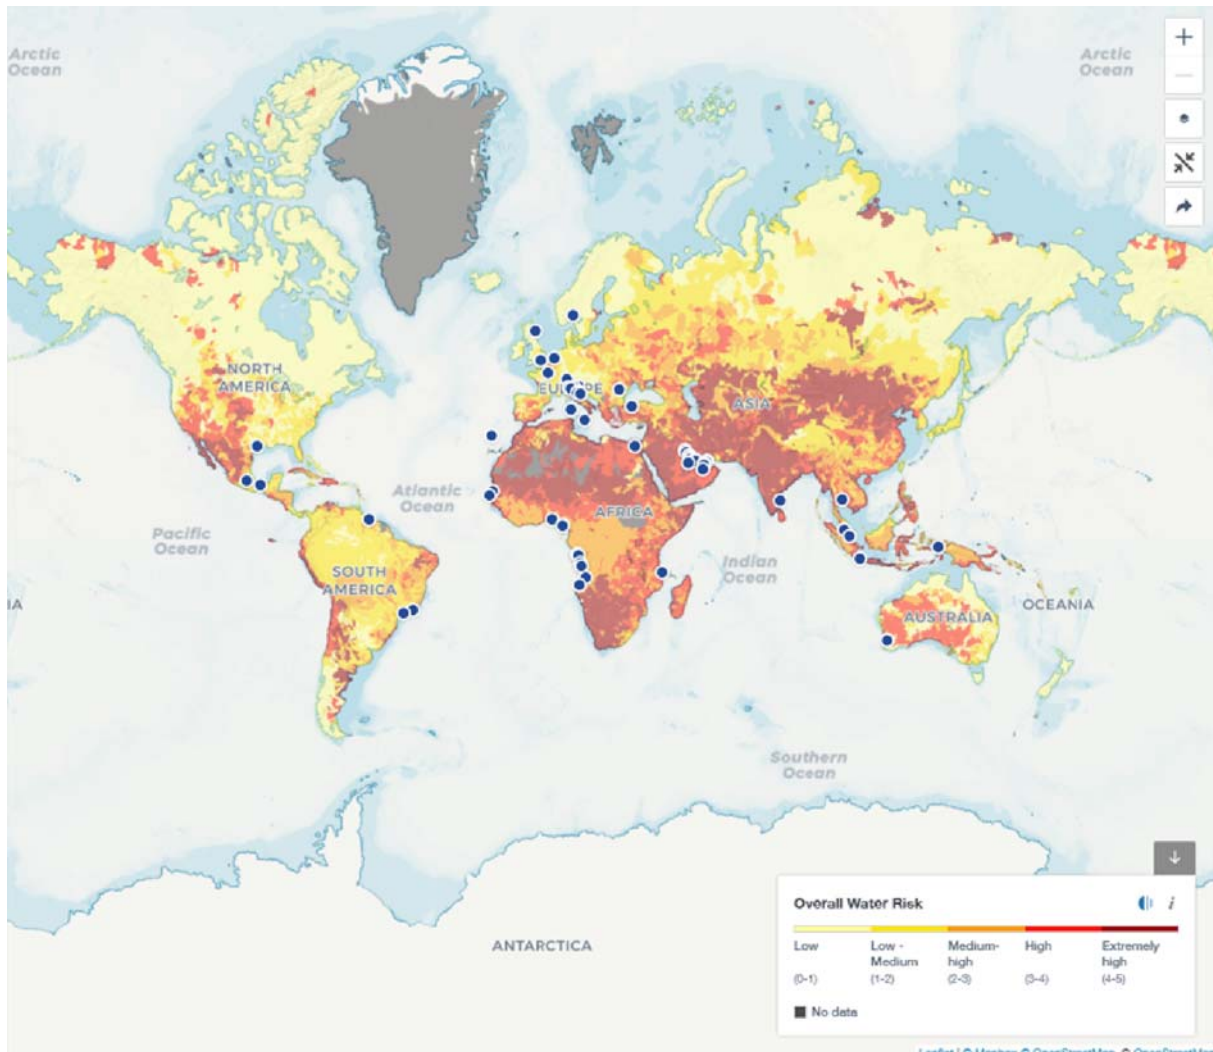 Arctic
Ocean
Arctic
Ocean
NORTH
AMERICA
EUROPE
ASIA
Atlantic
Ocean
AFRICA
Pacific
Ocean
Indian
Ocean
SOUTH
AMERICA
IA
OCEANIA
AUSTRALIA
Southern
Ocean
ANTARCTICA
Overall Water Risk
Low
Low -
Medium
Medium-
high
High
Extremely
high
(0-1)
(1-2)
(2-3)
(3-4)
(4-5)
No data